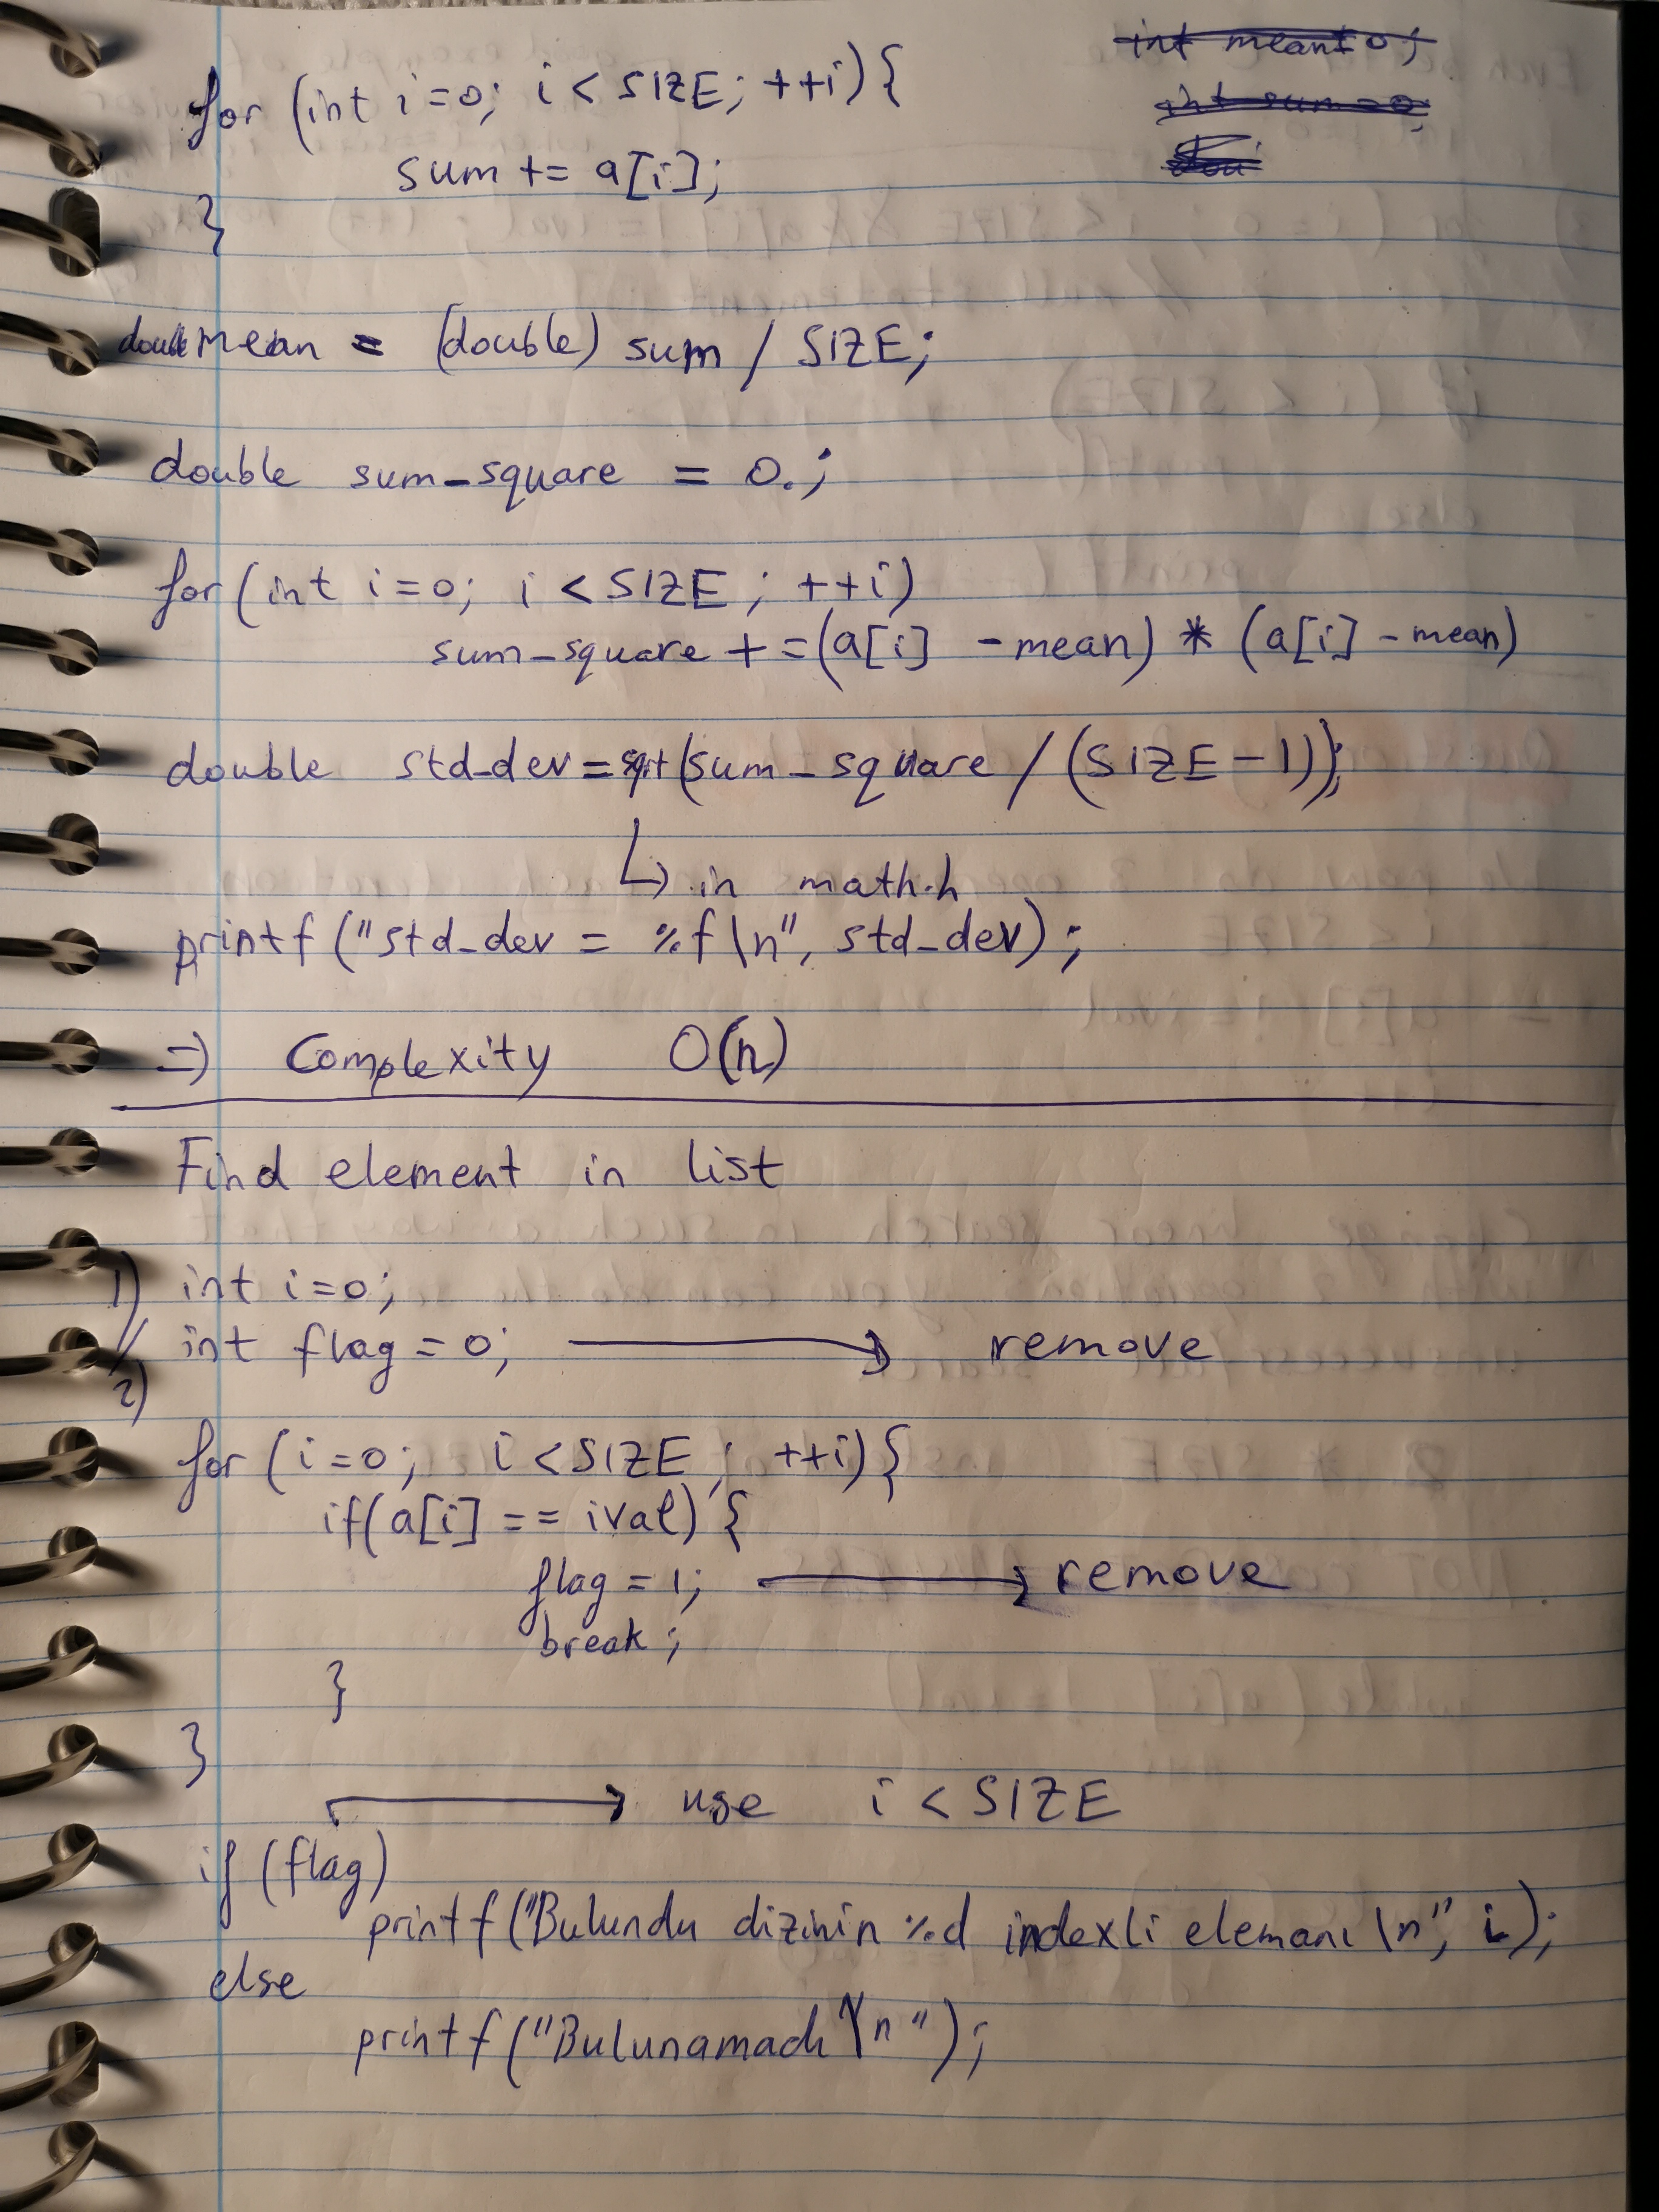 int mean = 0;
for (int i=0; i < SIZE; ++i){
int sum = 0;
sum += a[i];
}
double mean = (double) sum / SIZE;
double sum_square = 0.;
for (int i=0; i < SIZE; ++i)
sum_square += (a[i] - mean) * (a[i] - mean)
double std_dev = sqrt(sum_square / (SIZE-1));
↳ in math.h
printf ("std_dev = %f \n", std_dev);
=> Complexity O(n)
Find element in list
1) int i=0;
// int flag = 0; → remove
2)
for (i=0; i < SIZE; ++i) {
if(a[i] == ival) {
flag = 1; → remove
break;
}
}
→ use i < SIZE
if (flag)
printf("Bulundu dizinin %d indexli elemanı \n", i);
else
printf("Bulunamadı \n");